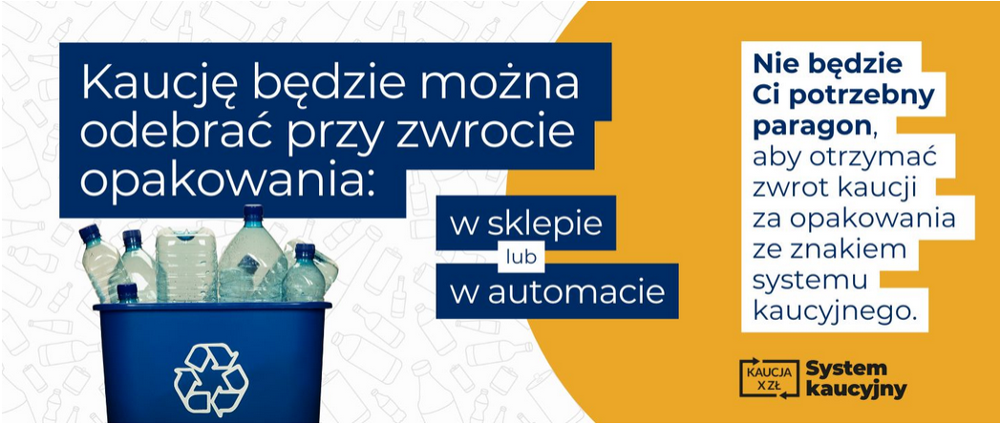 Kaucję będzie można
odebrać przy zwrocie
opakowania:
w sklepie
lub
w automacie
Nie będzie
Ci potrzebny
paragon,
aby otrzymać
zwrot kaucji
za opakowania
ze znakiem
systemu
kaucyjnego.
KAUCJA
X ZŁ
System
kaucyjny